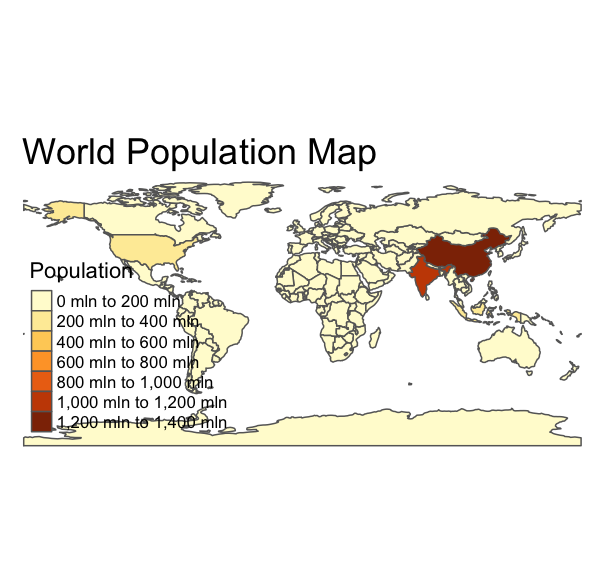 World Population Map
Population
0 mln to 200 mln
200 mln to 400 mln
400 mln to 600 mln
600 mln to 800 mln
800 mln to 1,000 mln
1,000 mln to 1,200 mln
1,200 mln to 1,400 mln